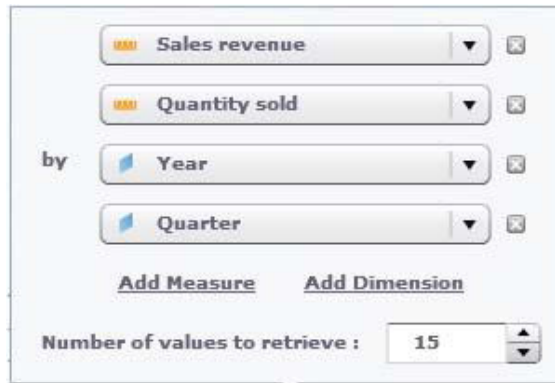 Sales revenue
Quantity sold
by Year
Quarter
Add Measure Add Dimension
Number of values to retrieve : 15